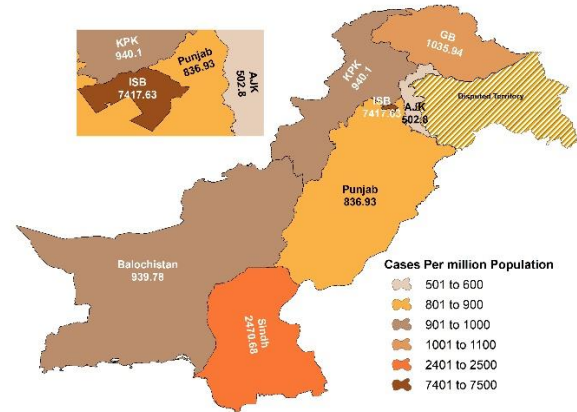 KPK
940.1
Punjab
836.93
ISB
7417.63
AJK
502.8
GB
1035.94
KPK
940.1
ISB
7417.63
AJK
502.8
Disputed Territory
Punjab
836.93
Balochistan
939.78
Sindh
2470.68
Cases Per million Population
501 to 600
801 to 900
901 to 1000
1001 to 1100
2401 to 2500
7401 to 7500